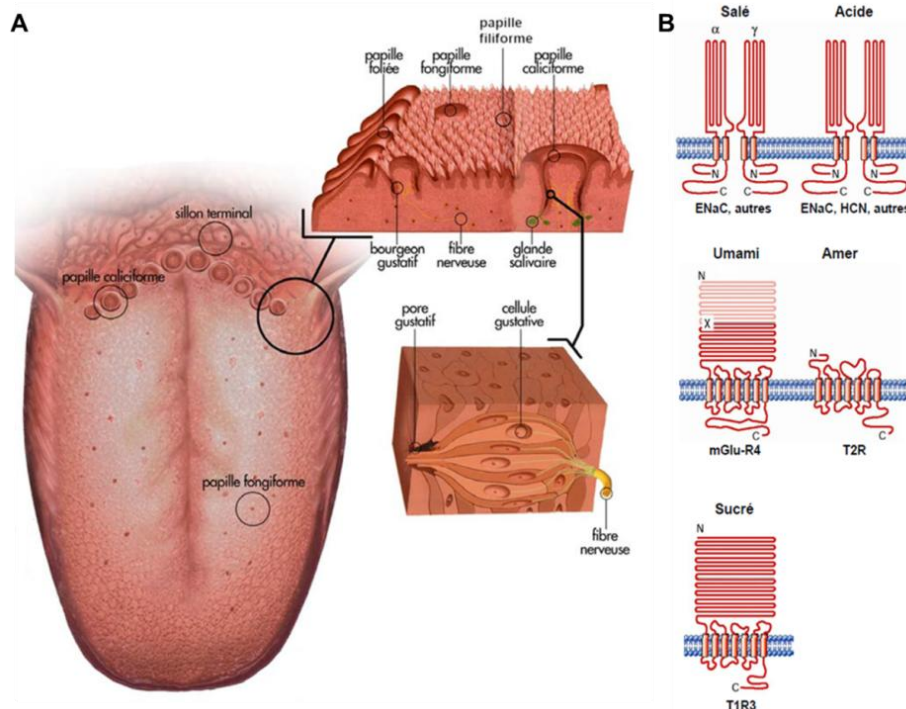 A
papille
foliée
papille
fongiforme
papille
filiforme
papille
caliciforme
sillon terminal
bourgeon
gustatif
fibre
nerveuse
glande
salivaire
papille caliciforme
pore
gustatif
cellule
gustative
papille fongiforme
fibre
nerveuse
B
Salé
Acide
α
γ
N
N
N
N
C
C
C
C
ENaC, autres
ENaC, HCN, autres
Umami
Amer
N
χ
N
C
C
mGlu-R4
T2R
Sucré
N
C
T1R3